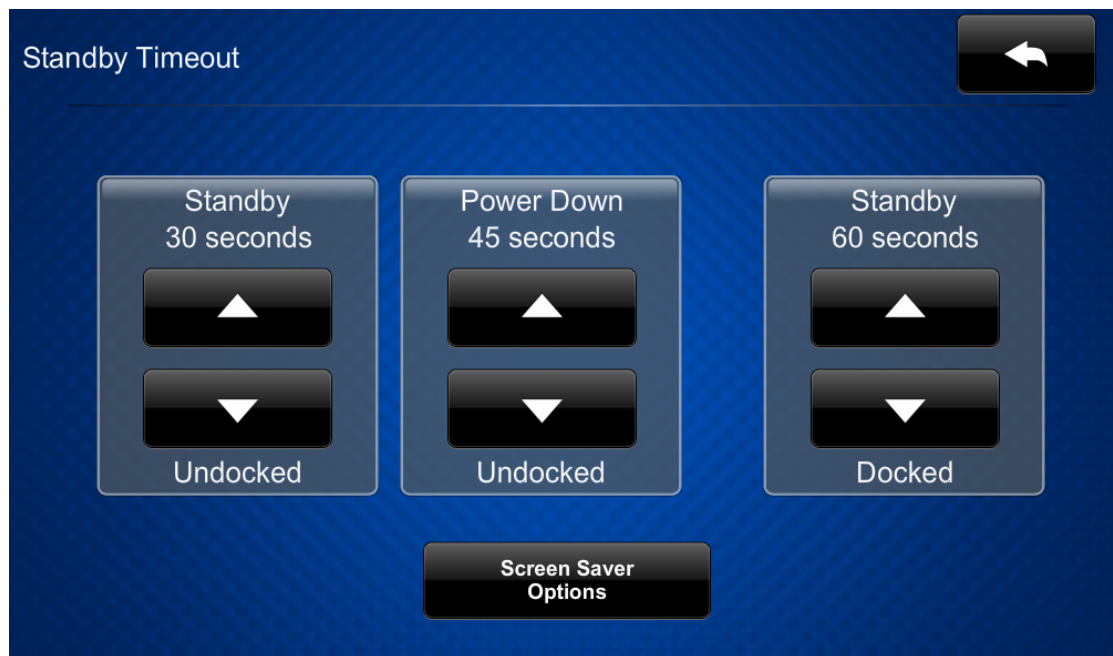 Standby Timeout
Standby
30 seconds
Undocked
Power Down
45 seconds
Undocked
Standby
60 seconds
Docked
Screen Saver
Options